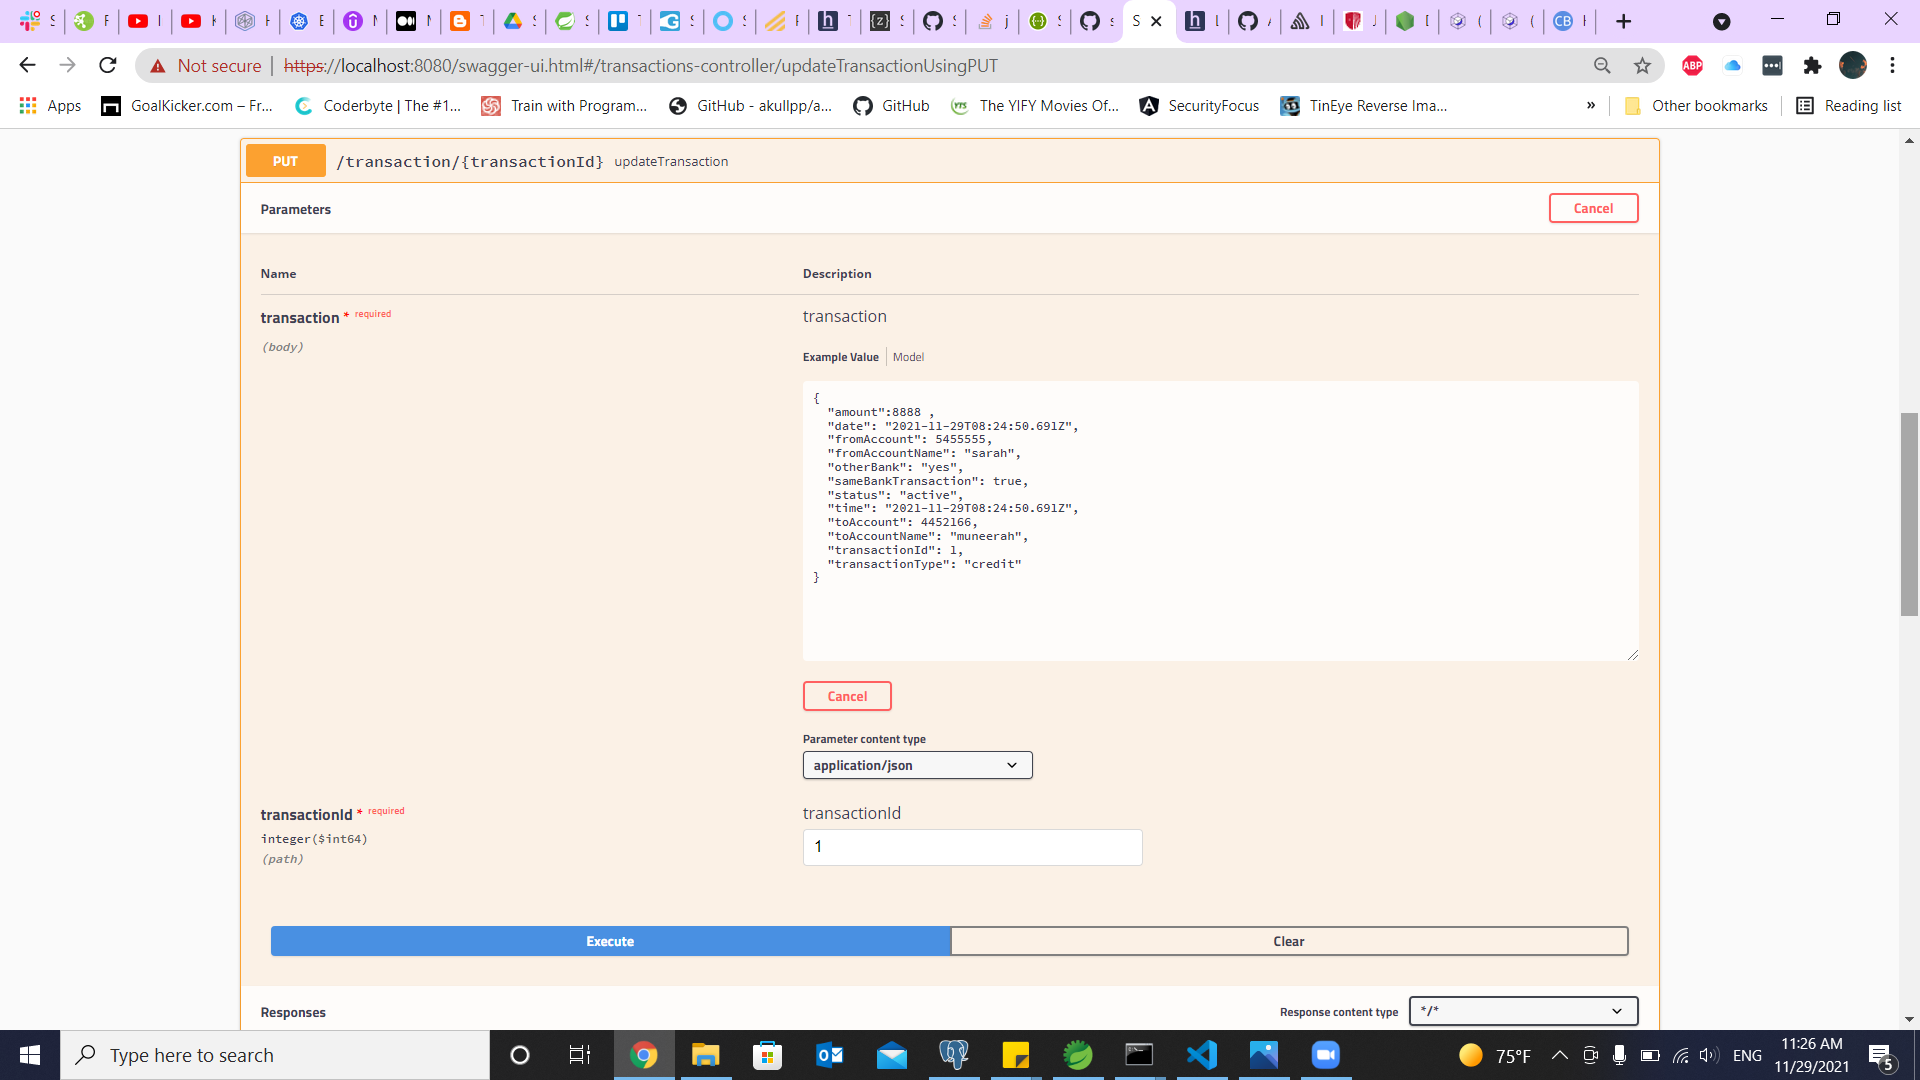 Not secure | https://localhost:8080/swagger-ui.html#/transactions-controller/updateTransactionUsingPUT
ABP
Apps
GoalKicker.com – Fr...
Coderbyte | The #1...
Train with Program...
GitHub - akullpp/a...
GitHub
The YIFY Movies Of...
SecurityFocus
TinEye Reverse Ima...
»
Other bookmarks
Reading list
PUT /transaction/{transactionId} updateTransaction
Parameters
Cancel
Name Description
transaction * required
(body)
transaction
Example Value Model
{
"amount":8888 ,
"date": "2021-11-29T08:24:50.691Z",
"fromAccount": 5455555,
"fromAccountName": "sarah",
"otherBank": "yes",
"sameBankTransaction": true,
"status": "active",
"time": "2021-11-29T08:24:50.691Z",
"toAccount": 4452166,
"toAccountName": "muneerah",
"transactionId": 1,
"transactionType": "credit"
}
Cancel
Parameter content type
application/json
transactionId * required
integer($int64)
(path)
transactionId
1
Execute Clear
Responses
Response content type
*/*
Type here to search
75°F
ENG
11:26 AM
11/29/2021
5